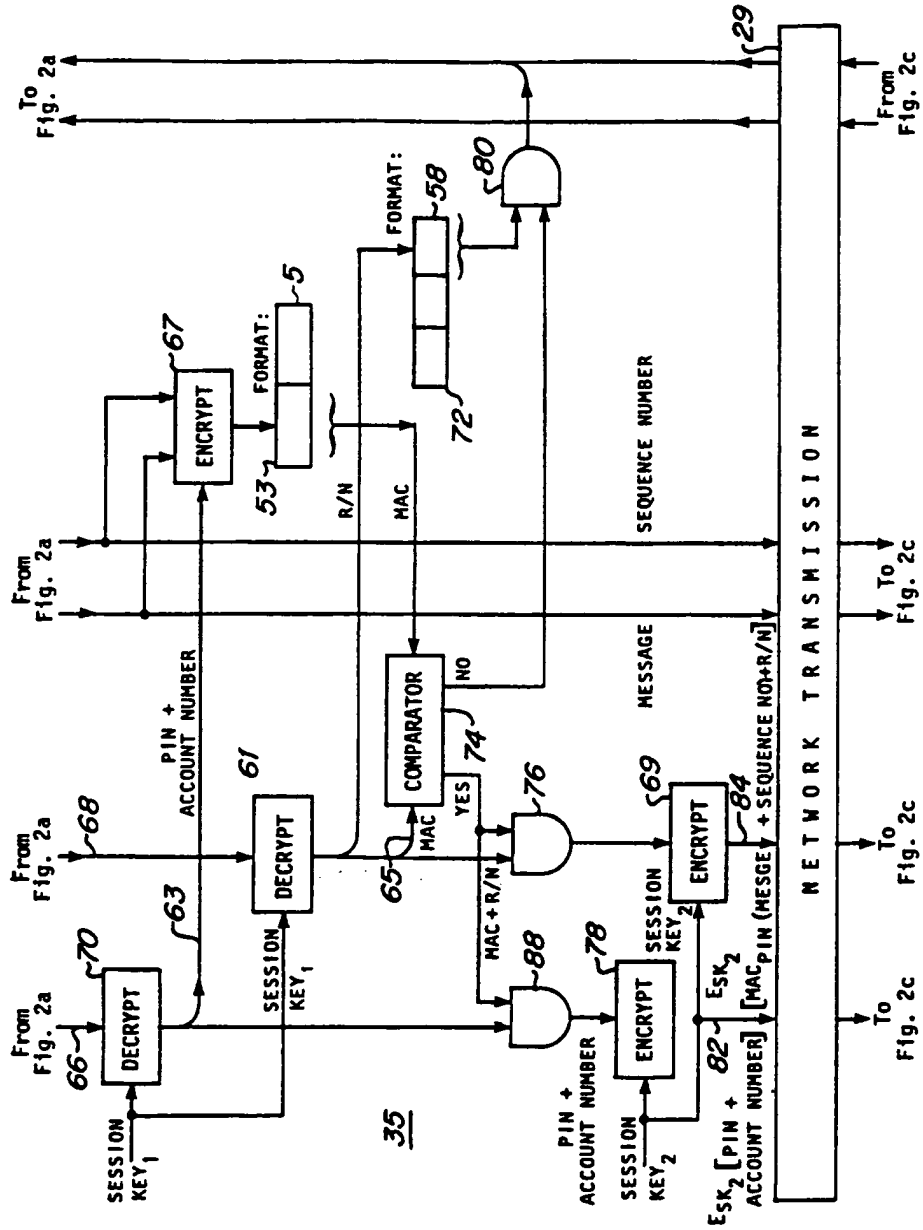 From
Fig. 2a
From
Fig. 2a
From
Fig. 2a
To
Fig. 2a
66
70
DECRYPT
68
63
PIN +
ACCOUNT NUMBER
67
ENCRYPT
FORMAT:
53
5
SESSION
KEY1
61
DECRYPT
SESSION
KEY1
R/N
FORMAT:
58
72
80
MAC
35
65
MAC
COMPARATOR
74
YES
NO
MAC+R/N
88
76
PIN +
ACCOUNT NUMBER
78
ENCRYPT
SESSION
KEY2
SESSION
KEY2
69
ENCRYPT
84
82
MESSAGE
SEQUENCE NUMBER
ESK2 [PIN +
ACCOUNT NUMBER]
ESK2
[MAC PIN (MESGE + SEQUENCE NO)+R/N]
29
NETWORK TRANSMISSION
To
Fig. 2c
To
Fig. 2c
To
Fig. 2c
From
Fig. 2c